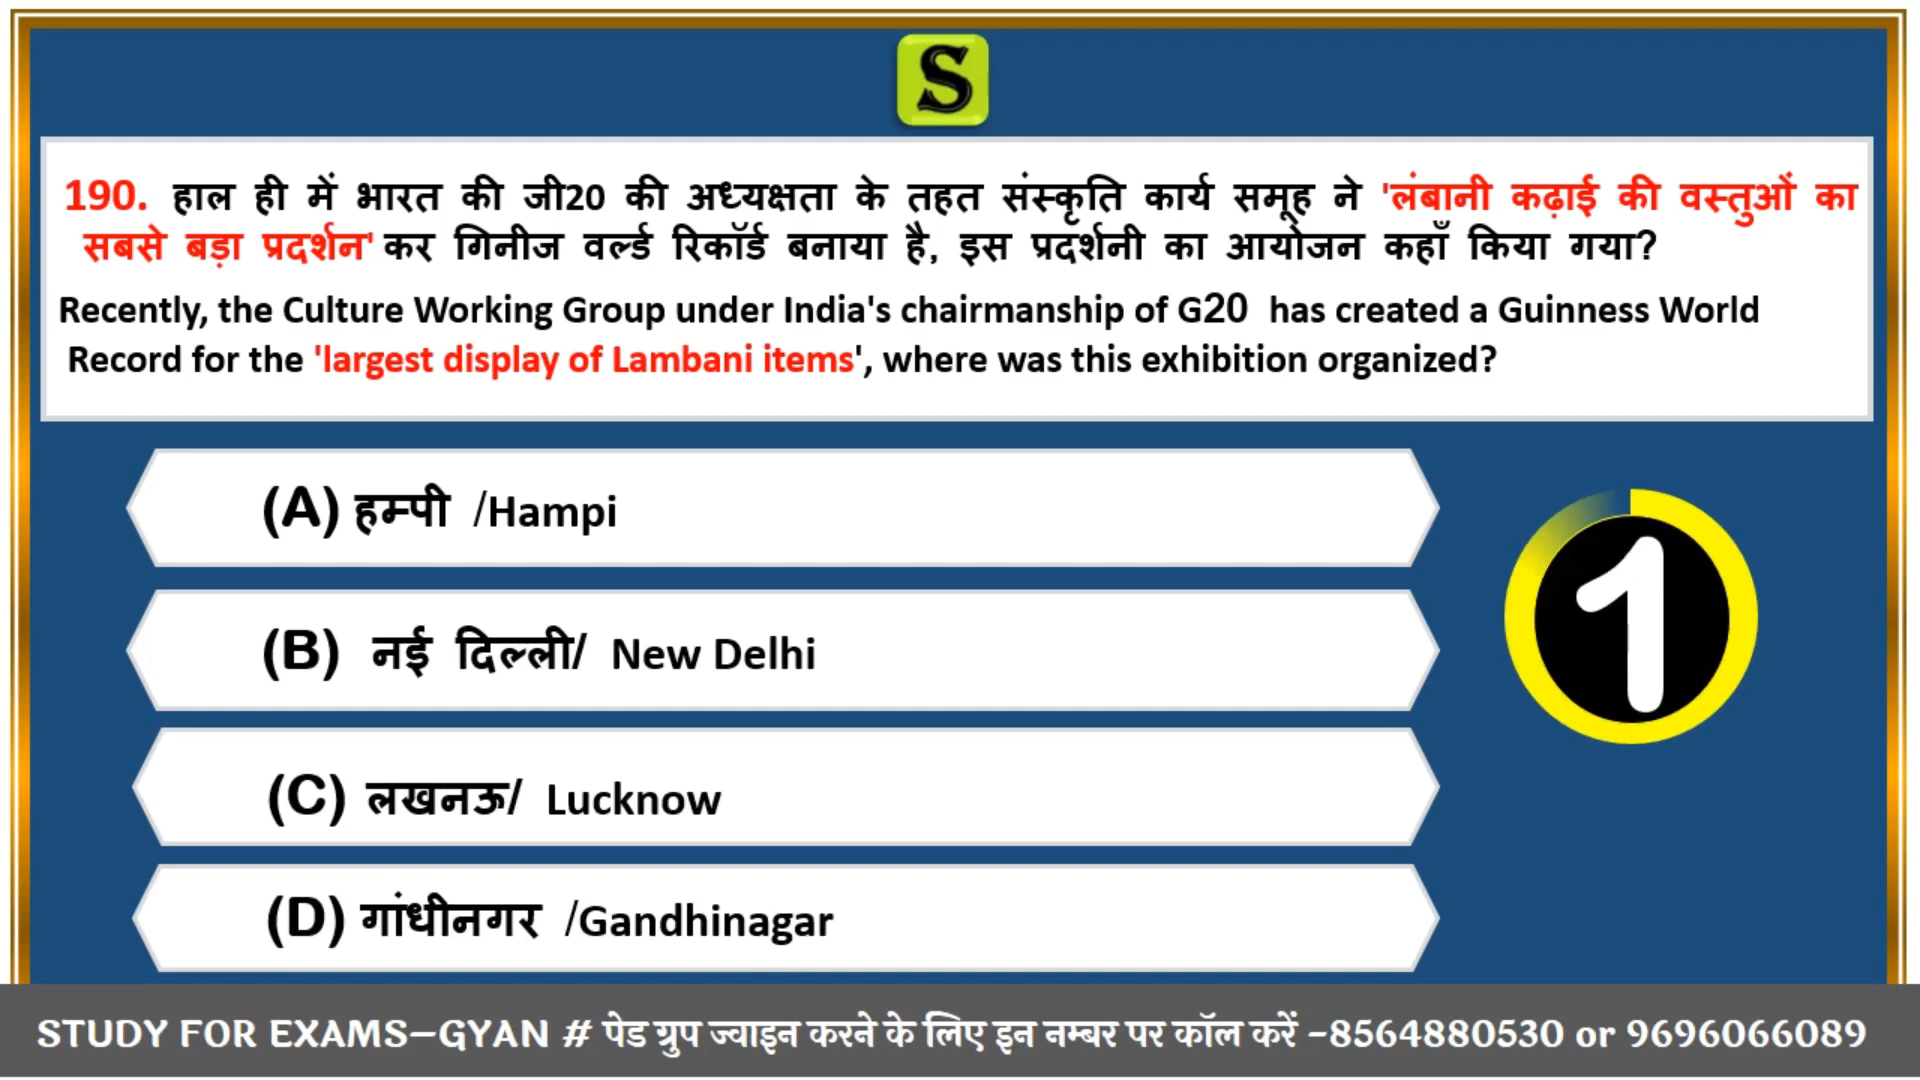 S
190. हाल ही में भारत की जी20 की अध्यक्षता के तहत संस्कृति कार्य समूह ने 'लंबानी कढ़ाई की वस्तुओं का
सबसे बड़ा प्रदर्शन' कर गिनीज वर्ल्ड रिकॉर्ड बनाया है, इस प्रदर्शनी का आयोजन कहाँ किया गया?
Recently, the Culture Working Group under India's chairmanship of G20 has created a Guinness World
Record for the 'largest display of Lambani items', where was this exhibition organized?
(A) हम्पी /Hampi
(B) नई दिल्ली/ New Delhi
1
(C) लखनऊ/ Lucknow
(D) गांधीनगर /Gandhinagar
STUDY FOR EXAMS–GYAN # पेड ग्रुप ज्वाइन करने के लिए इन नम्बर पर कॉल करें -8564880530 or 9696066089